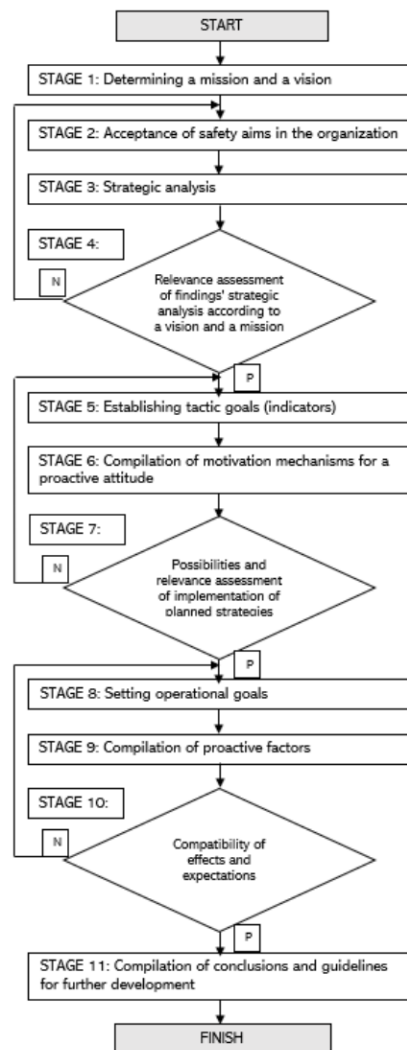 START
STAGE 1: Determining a mission and a vision
STAGE 2: Acceptance of safety aims in the organization
STAGE 3: Strategic analysis
STAGE 4:
N
Relevance assessment
of findings' strategic
analysis according to
a vision and a mission
P
STAGE 5: Establishing tactic goals (indicators)
STAGE 6: Compilation of motivation mechanisms for a
proactive attitude
STAGE 7:
N
Possibilities and
relevance assessment
of implementation of
planned strategies
P
STAGE 8: Setting operational goals
STAGE 9: Compilation of proactive factors
STAGE 10:
N
Compatibility of
effects and
expectations
P
STAGE 11: Compilation of conclusions and guidelines
for further development
FINISH